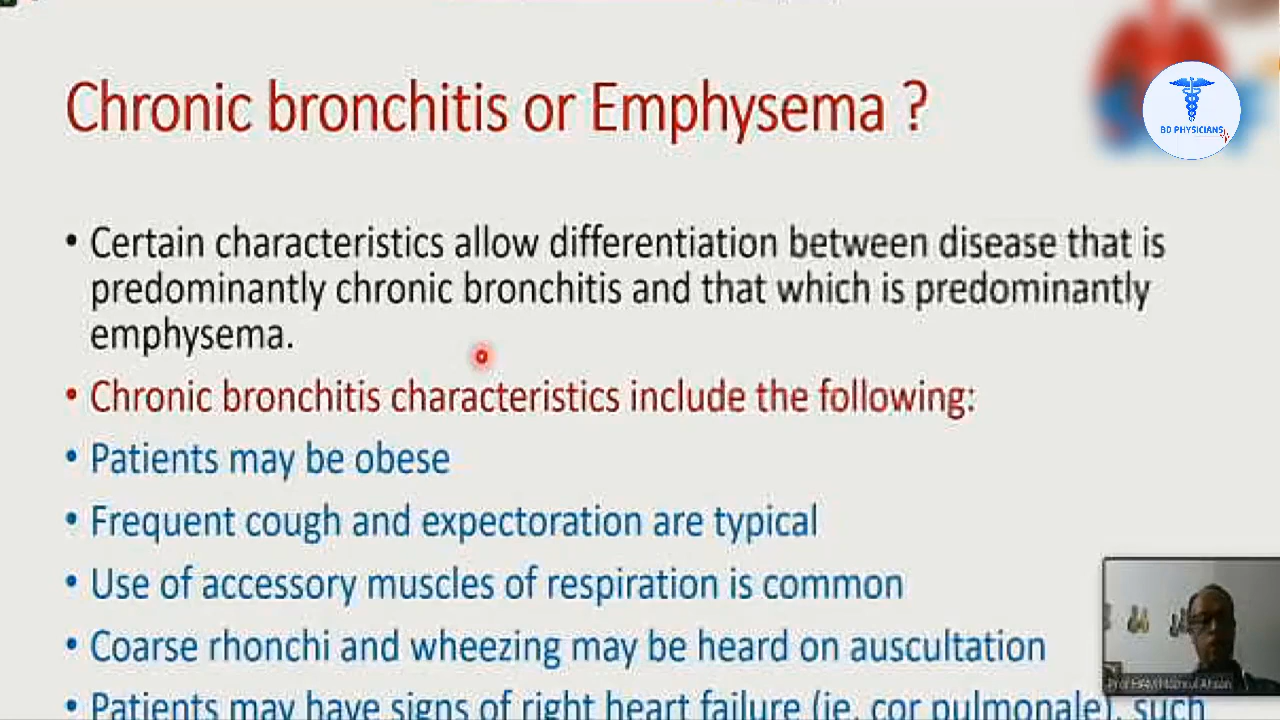 Chronic bronchitis or Emphysema ?
BD PHYSICIANS
• Certain characteristics allow differentiation between disease that is
predominantly chronic bronchitis and that which is predominantly
emphysema.
• Chronic bronchitis characteristics include the following:
• Patients may be obese
• Frequent cough and expectoration are typical
• Use of accessory muscles of respiration is common
• Coarse rhonchi and wheezing may be heard on auscultation
• Patients may have signs of right heart failure (ie, cor pulmonale), such